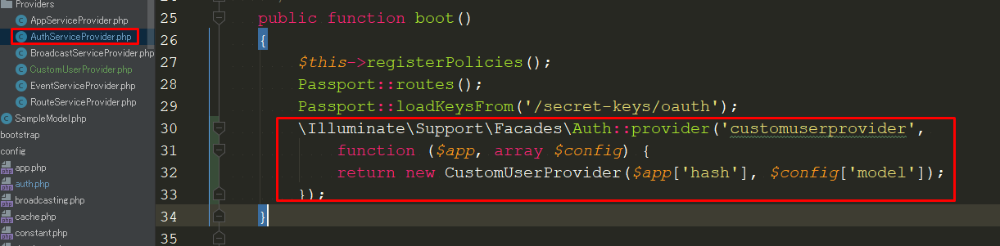 Providers
AppServiceProvider.php
AuthServiceProvider.php
BroadcastServiceProvider.php
CustomUserProvider.php
EventServiceProvider.php
RouteServiceProvider.php
SampleModel.php
bootstrap
config
app.php
auth.php
broadcasting.php
cache.php
constant.php
25 public function boot()
26 {
27 $this->registerPolicies();
28 Passport::routes();
29 Passport::loadKeysFrom('/secret-keys/oauth');
30 \Illuminate\Support\Facades\Auth::provider('customuserprovider',
31 function ($app, array $config) {
32 return new CustomUserProvider($app['hash'], $config['model']);
33 });
34 }
35